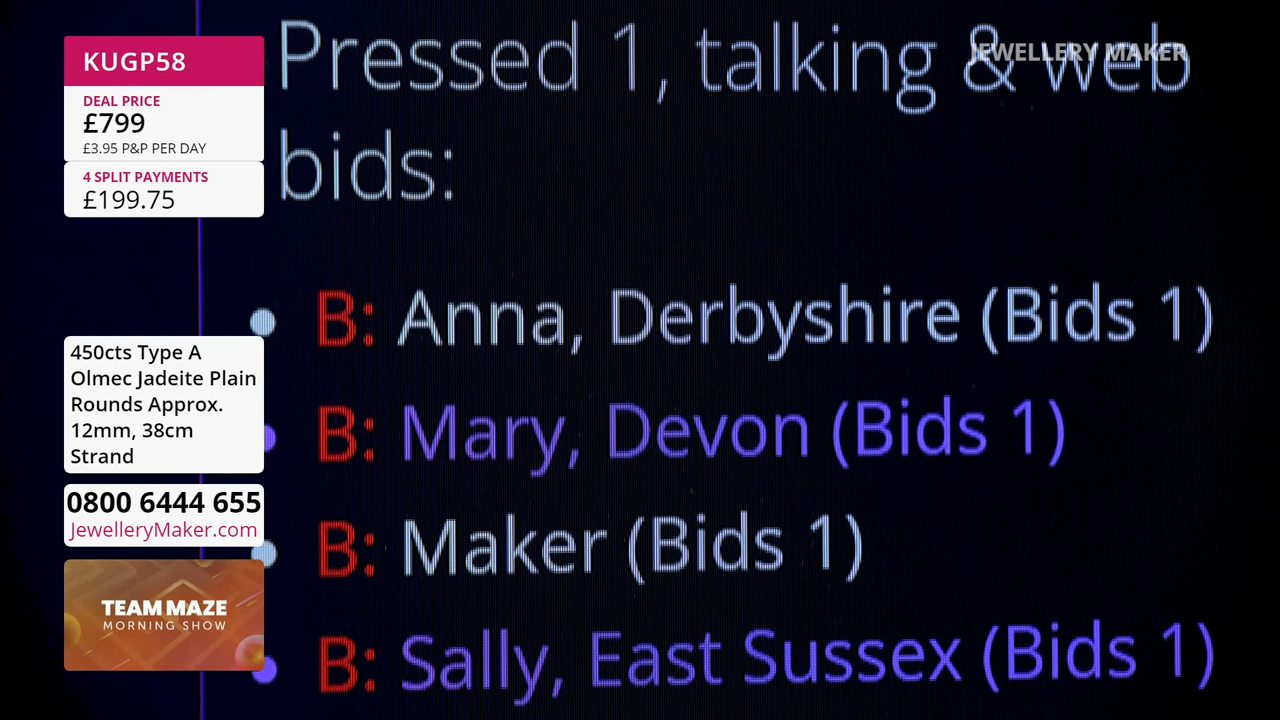 KUGP58
DEAL PRICE
£799
£3.95 P&P PER DAY
4 SPLIT PAYMENTS
£199.75
450cts Type A
Olmec Jadeite Plain
Rounds Approx.
12mm, 38cm
Strand
0800 6444 655
JewelleryMaker.com
TEAM MAZE
MORNING SHOW
JEWELLERY MAKER
Pressed 1, talking & web
bids:
B: Anna, Derbyshire (Bids 1)
B: Mary, Devon (Bids 1)
B: Maker (Bids 1)
B: Sally, East Sussex (Bids 1)